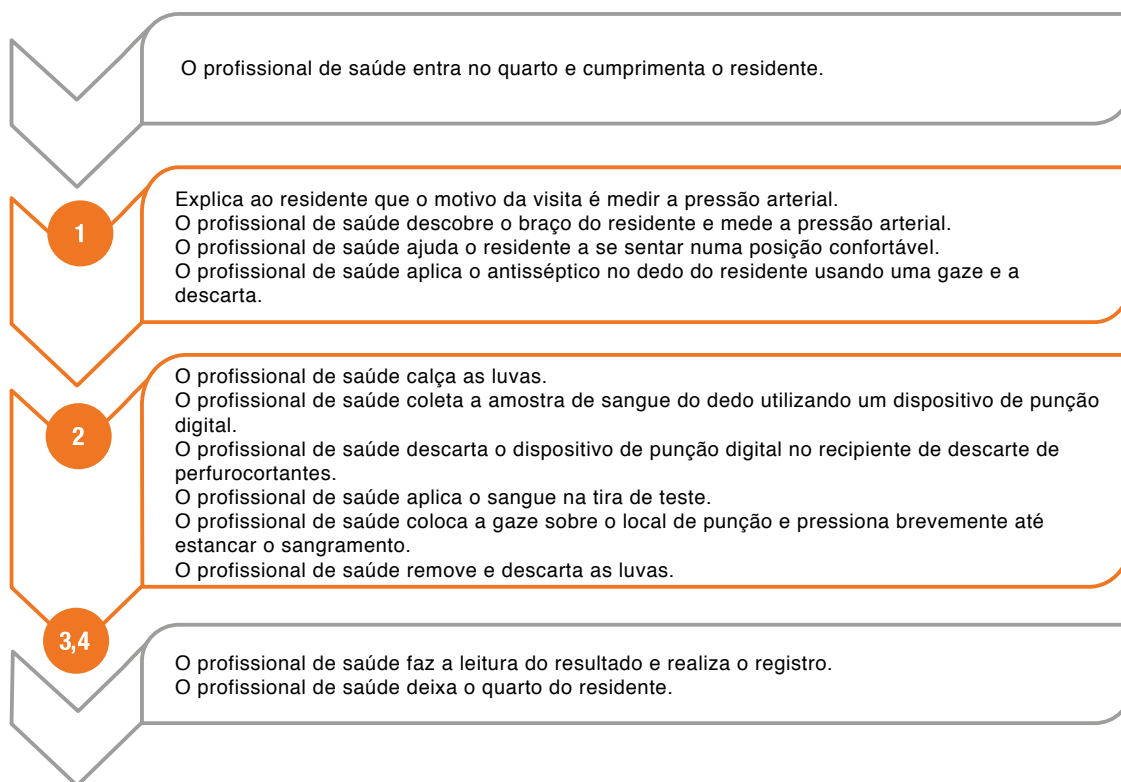 O profissional de saúde entra no quarto e cumprimenta o residente.
1
Explica ao residente que o motivo da visita é medir a pressão arterial.
O profissional de saúde descobre o braço do residente e mede a pressão arterial.
O profissional de saúde ajuda o residente a se sentar numa posição confortável.
O profissional de saúde aplica o antisséptico no dedo do residente usando uma gaze e a
descarta.
2
O profissional de saúde calça as luvas.
O profissional de saúde coleta a amostra de sangue do dedo utilizando um dispositivo de punção
digital.
O profissional de saúde descarta o dispositivo de punção digital no recipiente de descarte de
perfurocortantes.
O profissional de saúde aplica o sangue na tira de teste.
O profissional de saúde coloca a gaze sobre o local de punção e pressiona brevemente até
estancar o sangramento.
O profissional de saúde remove e descarta as luvas.
3,4
O profissional de saúde faz a leitura do resultado e realiza o registro.
O profissional de saúde deixa o quarto do residente.